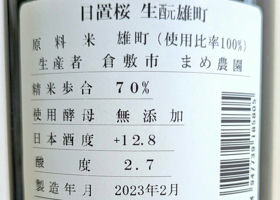 日置桜 生酛雄町
原料米 雄町(使用比率100%)
生産者 倉敷市 まめ農園
精米歩合 70%
使用酵母 無添加
日本酒度 +12.8
酸度 2.7
製造年月 2023年2月
4947739185805